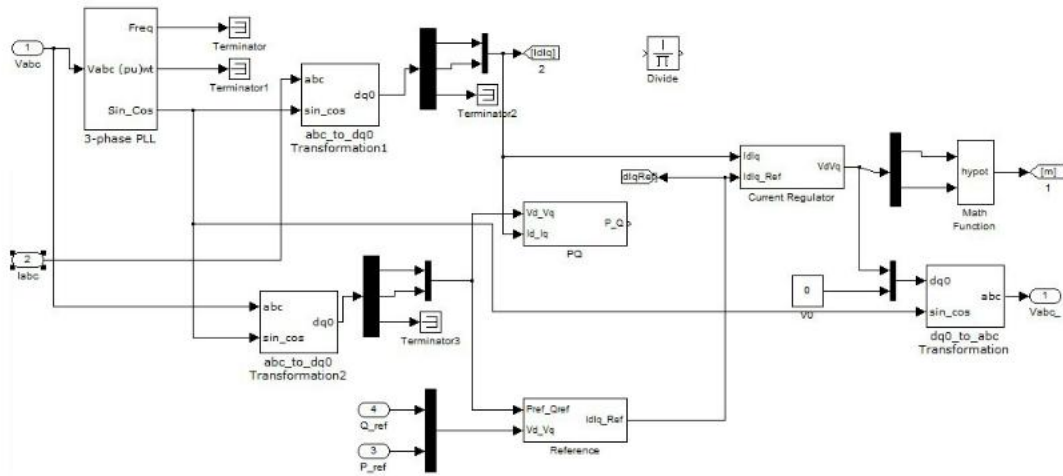 1
Vabc
Freq
Vabc (pu)wt
Sin_Cos
3-phase PLL
Terminator
Terminator1
abc
sin_cos
dq0
abc_to_dq0
Transformation1
Terminator2
[IdIq]
2
Divide
2
Iabc
abc
sin_cos
dq0
abc_to_dq0
Transformation2
Terminator3
Vd_Vq
Id_Iq
P_Q
PQ
dIqRef
IdIq
IdIq_Ref
VdVq
Current Regulator
hypot
Math
Function
[m]
1
0
V0
dq0
sin_cos
abc
dq0_to_abc
Transformation
1
Vabc_
4
Q_ref
3
P_ref
Pref_Qref
Vd_Vq
IdIq_Ref
Reference